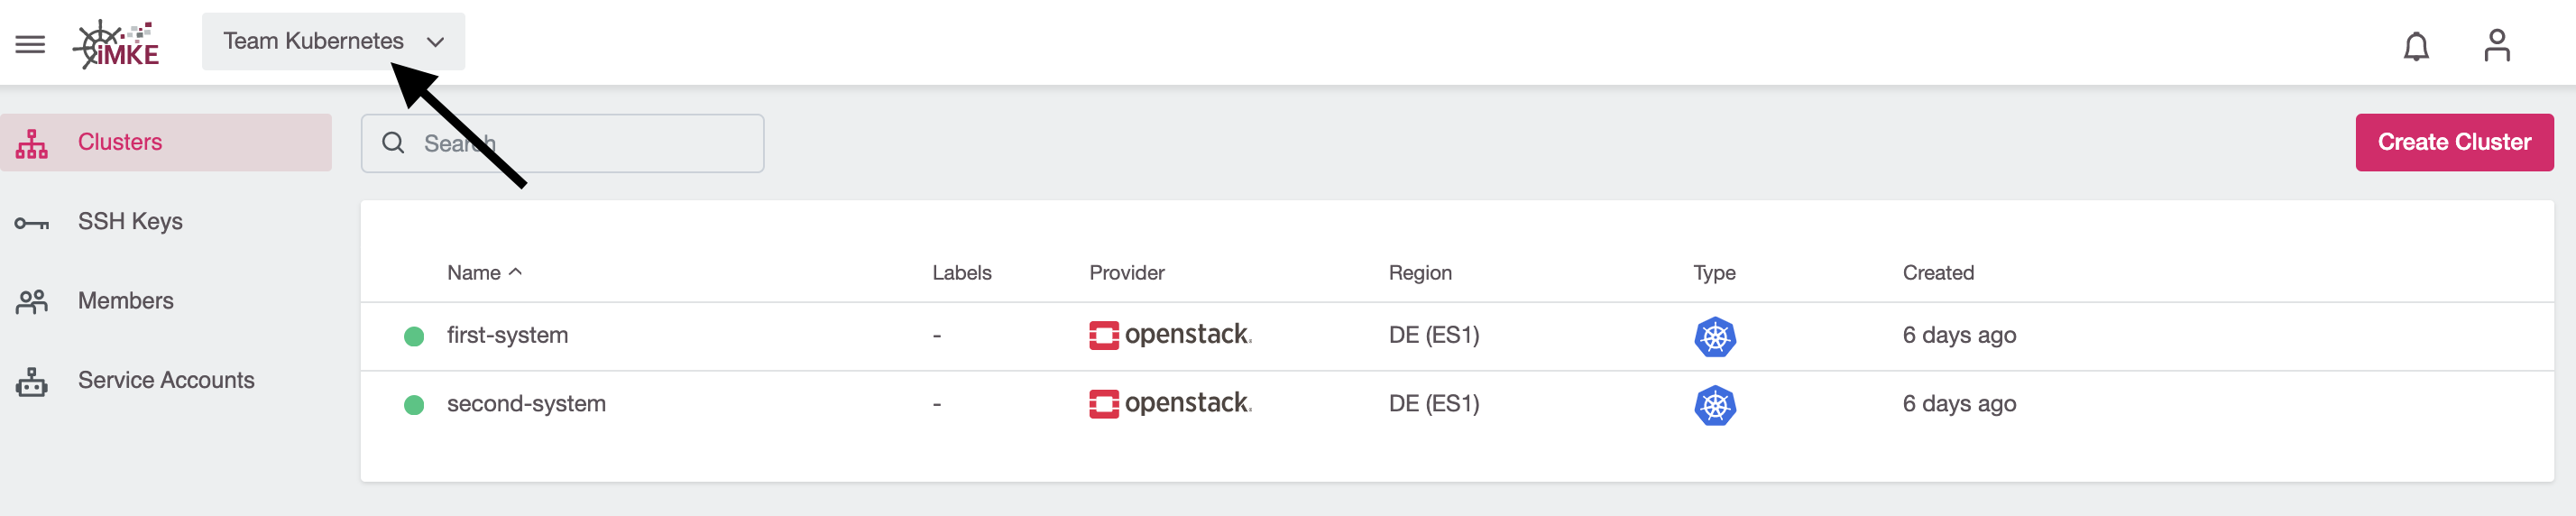 iMKE
Team Kubernetes
Clusters
Search
Create Cluster
SSH Keys
Members
Service Accounts
Name Labels Provider Region Type Created
first-system - openstack. DE (ES1) 6 days ago
second-system - openstack. DE (ES1) 6 days ago